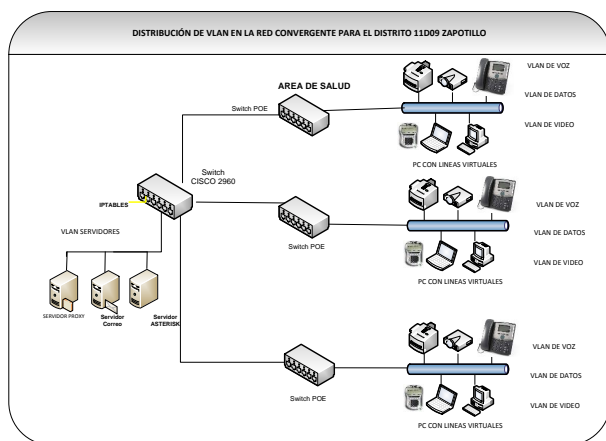 DISTRIBUCIÓN DE VLAN EN LA RED CONVERGENTE PARA EL DISTRITO 11D09 ZAPOTILLO
AREA DE SALUD
Switch POE
VLAN DE VOZ
VLAN DE DATOS
VLAN DE VIDEO
PC CON LINEAS VIRTUALES
Switch
CISCO 2960
IPTABLES
VLAN SERVIDORES
SERVIDOR PROXY
Servidor
Correo
Servidor
ASTERISK
Switch POE
VLAN DE VOZ
VLAN DE DATOS
VLAN DE VIDEO
PC CON LINEAS VIRTUALES
Switch POE
VLAN DE VOZ
VLAN DE DATOS
VLAN DE VIDEO
PC CON LINEAS VIRTUALES